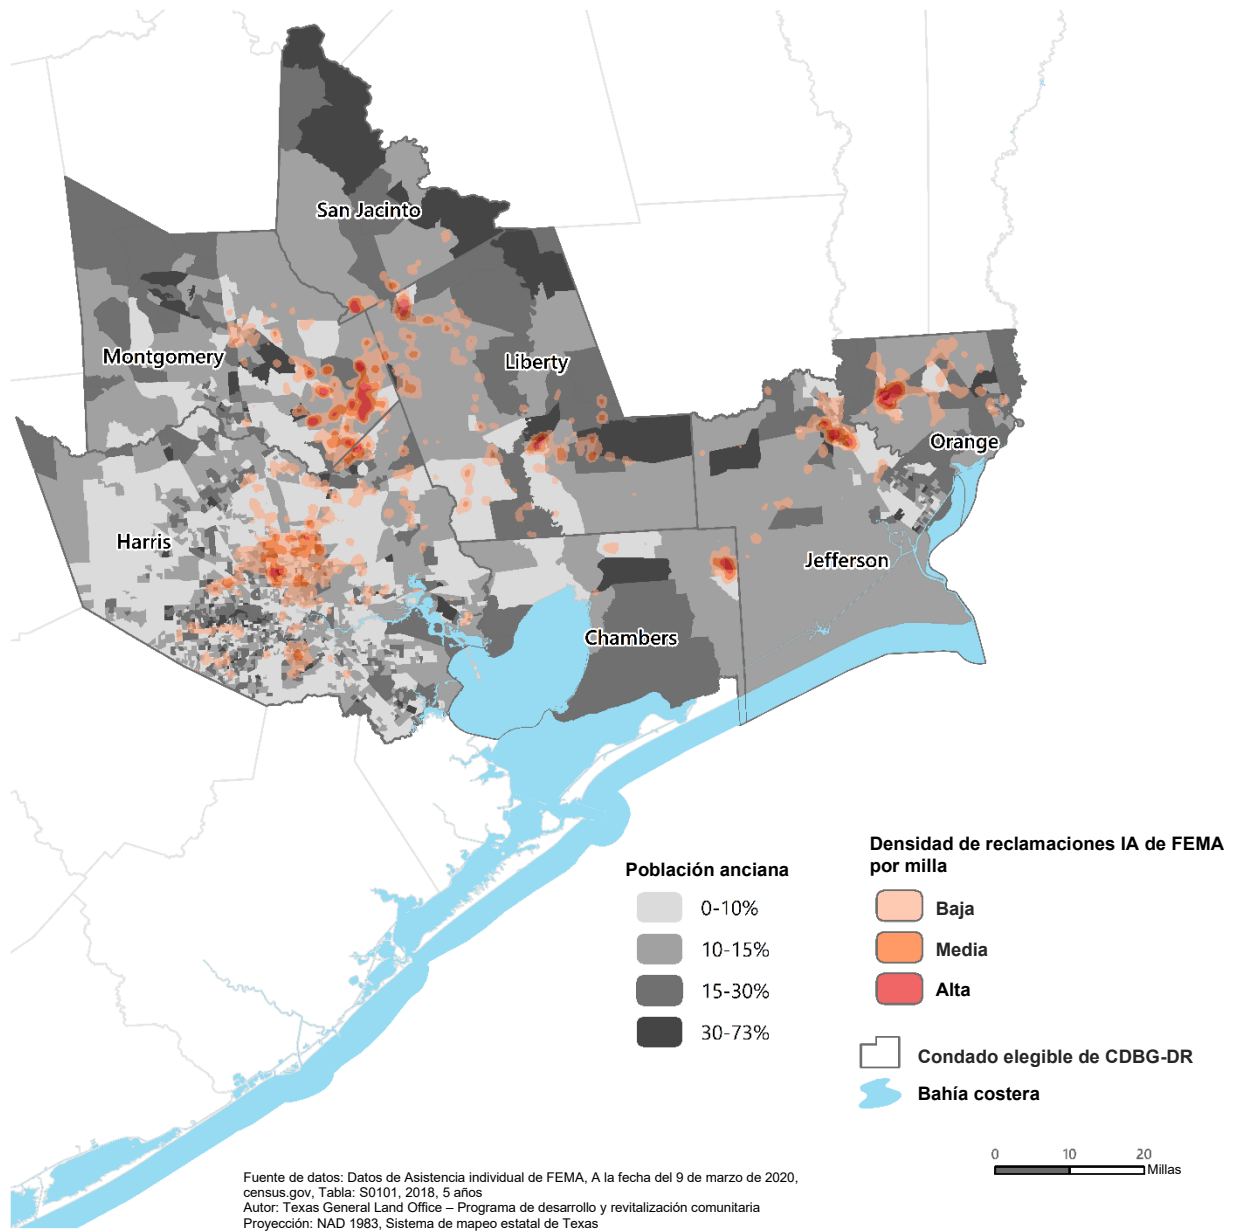 San Jacinto
Montgomery
Liberty
Orange
Harris
Jefferson
Chambers
Población anciana
0-10%
10-15%
15-30%
30-73%
Densidad de reclamaciones IA de FEMA
por milla
Baja
Media
Alta
Condado elegible de CDBG-DR
Bahía costera
0 10 20
Millas
Fuente de datos: Datos de Asistencia individual de FEMA, A la fecha del 9 de marzo de 2020,
census.gov, Tabla: S0101, 2018, 5 años
Autor: Texas General Land Office – Programa de desarrollo y revitalización comunitaria
Proyección: NAD 1983, Sistema de mapeo estatal de Texas